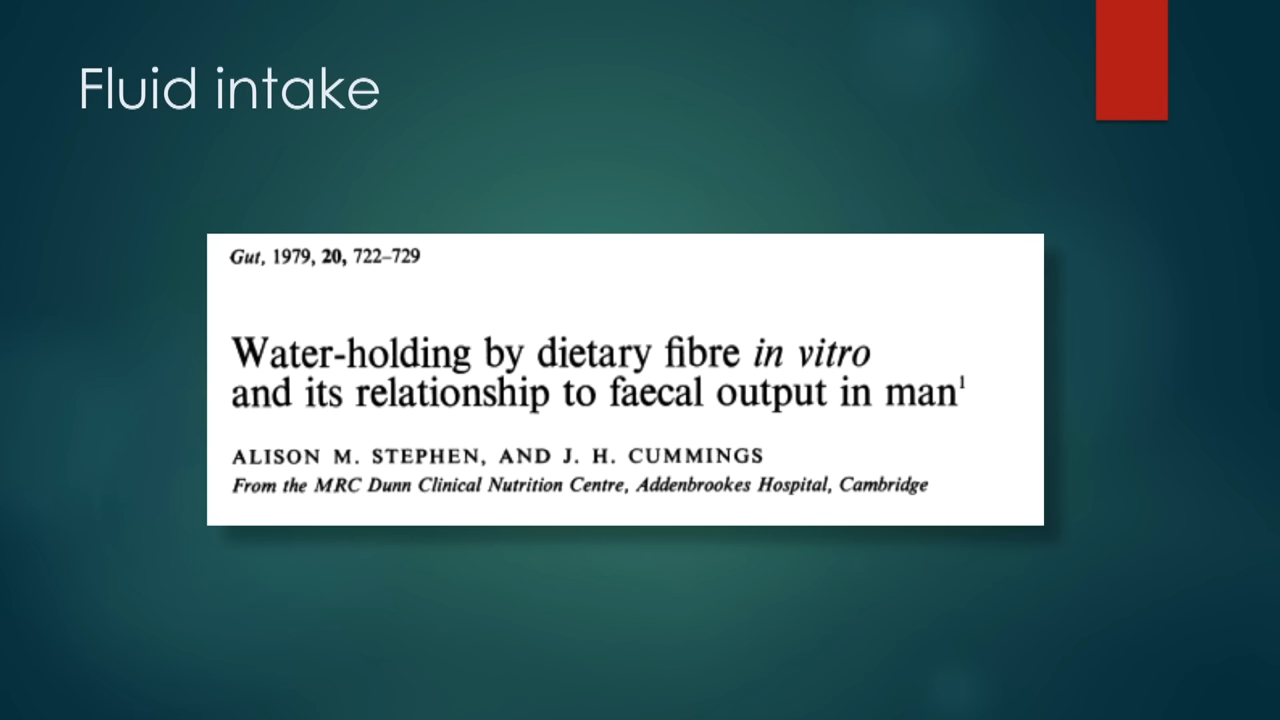 Fluid intake
Gut, 1979, 20, 722–729
Water-holding by dietary fibre in vitro
and its relationship to faecal output in man¹
ALISON M. STEPHEN, AND J. H. CUMMINGS
From the MRC Dunn Clinical Nutrition Centre, Addenbrookes Hospital, Cambridge